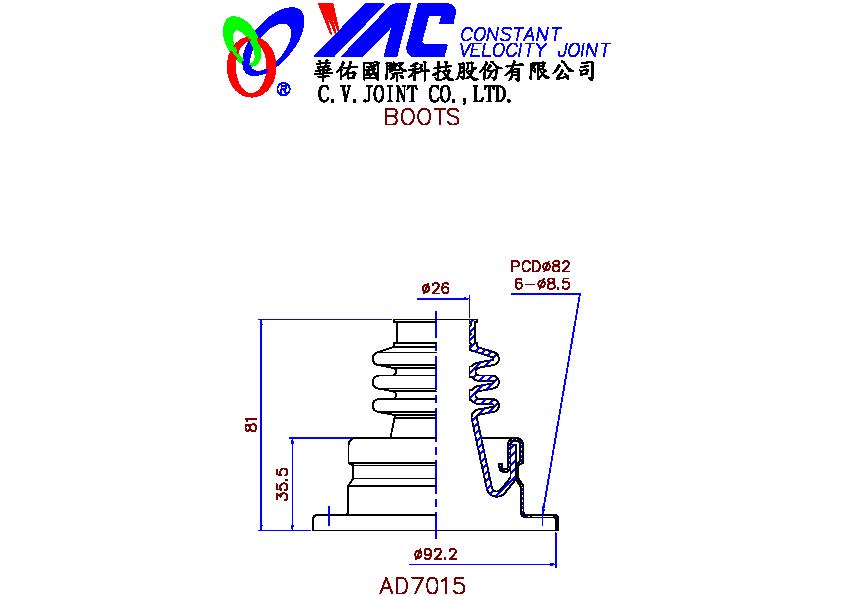 YAC CONSTANT
VELOCITY JOINT
華佑國際科技股份有限公司
®
C.V.JOINT CO.,LTD.
BOOTS
PCDø82
6-ø8.5
ø26
81
35.5
ø92.2
AD7015